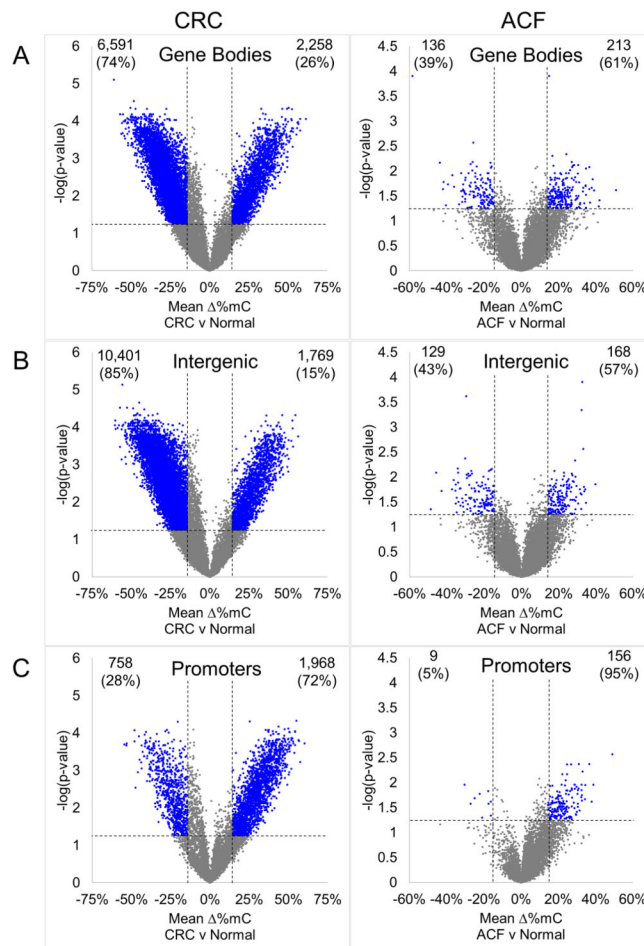 CRC
ACF
A
6,591
(74%)
Gene Bodies
2,258
(26%)
6
5
4
3
2
1
0
-log(p-value)
-75% -50% -25% 0% 25% 50% 75%
Mean Δ%mC
CRC v Normal
136
(39%)
Gene Bodies
213
(61%)
4.5
4
3.5
3
2.5
2
1.5
1
0.5
0
-log(p-value)
-60% -40% -20% 0% 20% 40% 60%
Mean Δ%mC
ACF v Normal
B
10,401
(85%)
Intergenic
1,769
(15%)
6
5
4
3
2
1
0
-log(p-value)
-75% -50% -25% 0% 25% 50% 75%
Mean Δ%mC
CRC v Normal
129
(43%)
Intergenic
168
(57%)
4.5
4
3.5
3
2.5
2
1.5
1
0.5
0
-log(p-value)
-60% -40% -20% 0% 20% 40% 60%
Mean Δ%mC
ACF v Normal
C
758
(28%)
Promoters
1,968
(72%)
6
5
4
3
2
1
0
-log(p-value)
-75% -50% -25% 0% 25% 50% 75%
Mean Δ%mC
CRC v Normal
9
(5%)
Promoters
156
(95%)
4.5
4
3.5
3
2.5
2
1.5
1
0.5
0
-log(p-value)
-60% -40% -20% 0% 20% 40% 60%
Mean Δ%mC
ACF v Normal